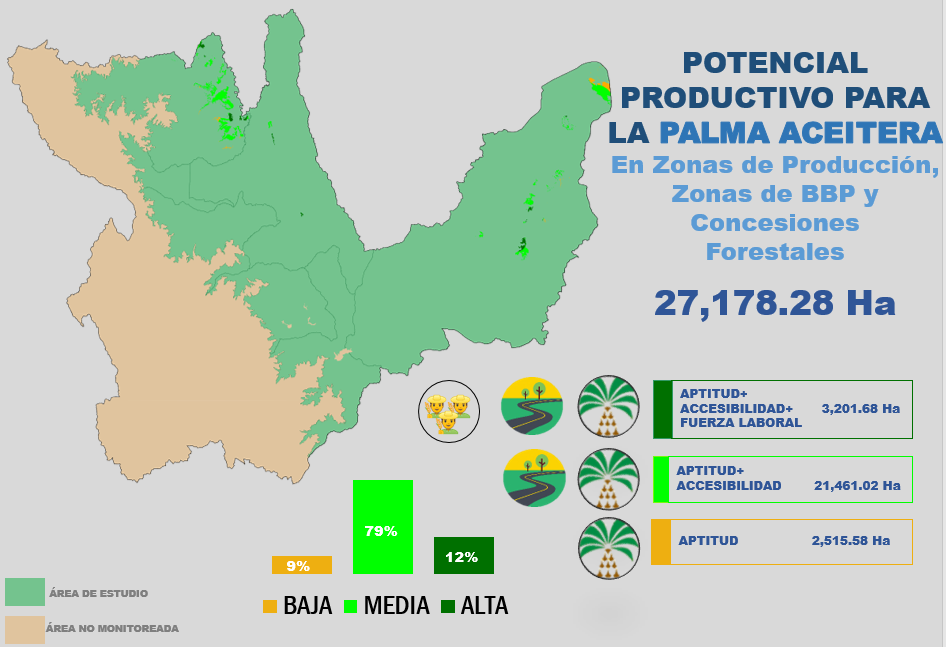 POTENCIAL
PRODUCTIVO PARA
LA PALMA ACEITERA
En Zonas de Producción,
Zonas de BBP y
Concesiones
Forestales
27,178.28 Ha
APTITUD+
ACCESIBILIDAD+
FUERZA LABORAL
3,201.68 Ha
APTITUD+
ACCESIBILIDAD
21,461.02 Ha
APTITUD
2,515.58 Ha
9%
79%
12%
BAJA
MEDIA
ALTA
ÁREA DE ESTUDIO
ÁREA NO MONITOREADA